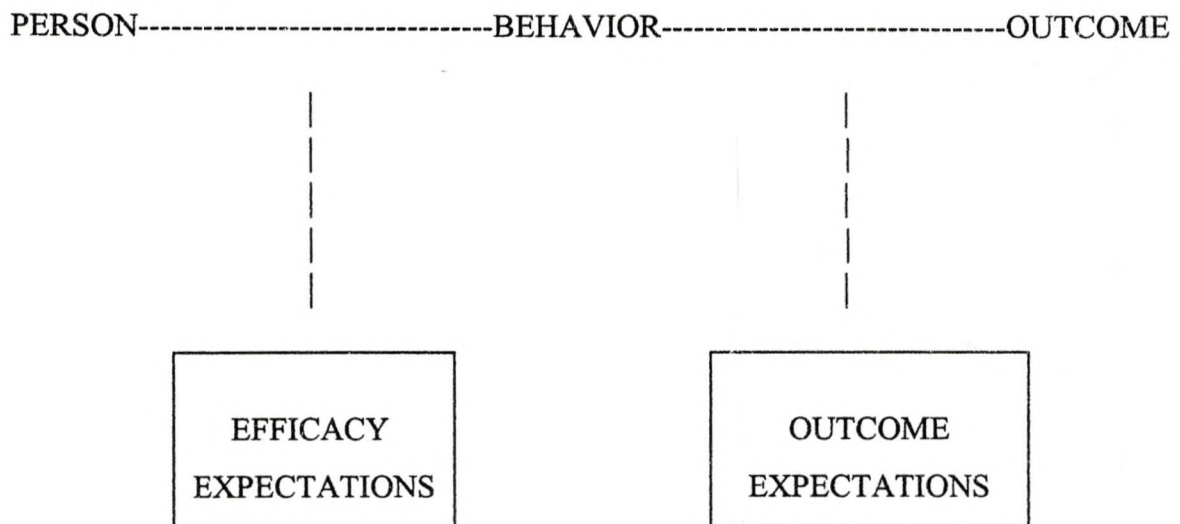 PERSON--------------------------------BEHAVIOR-------------------------------OUTCOME
EFFICACY
EXPECTATIONS
OUTCOME
EXPECTATIONS